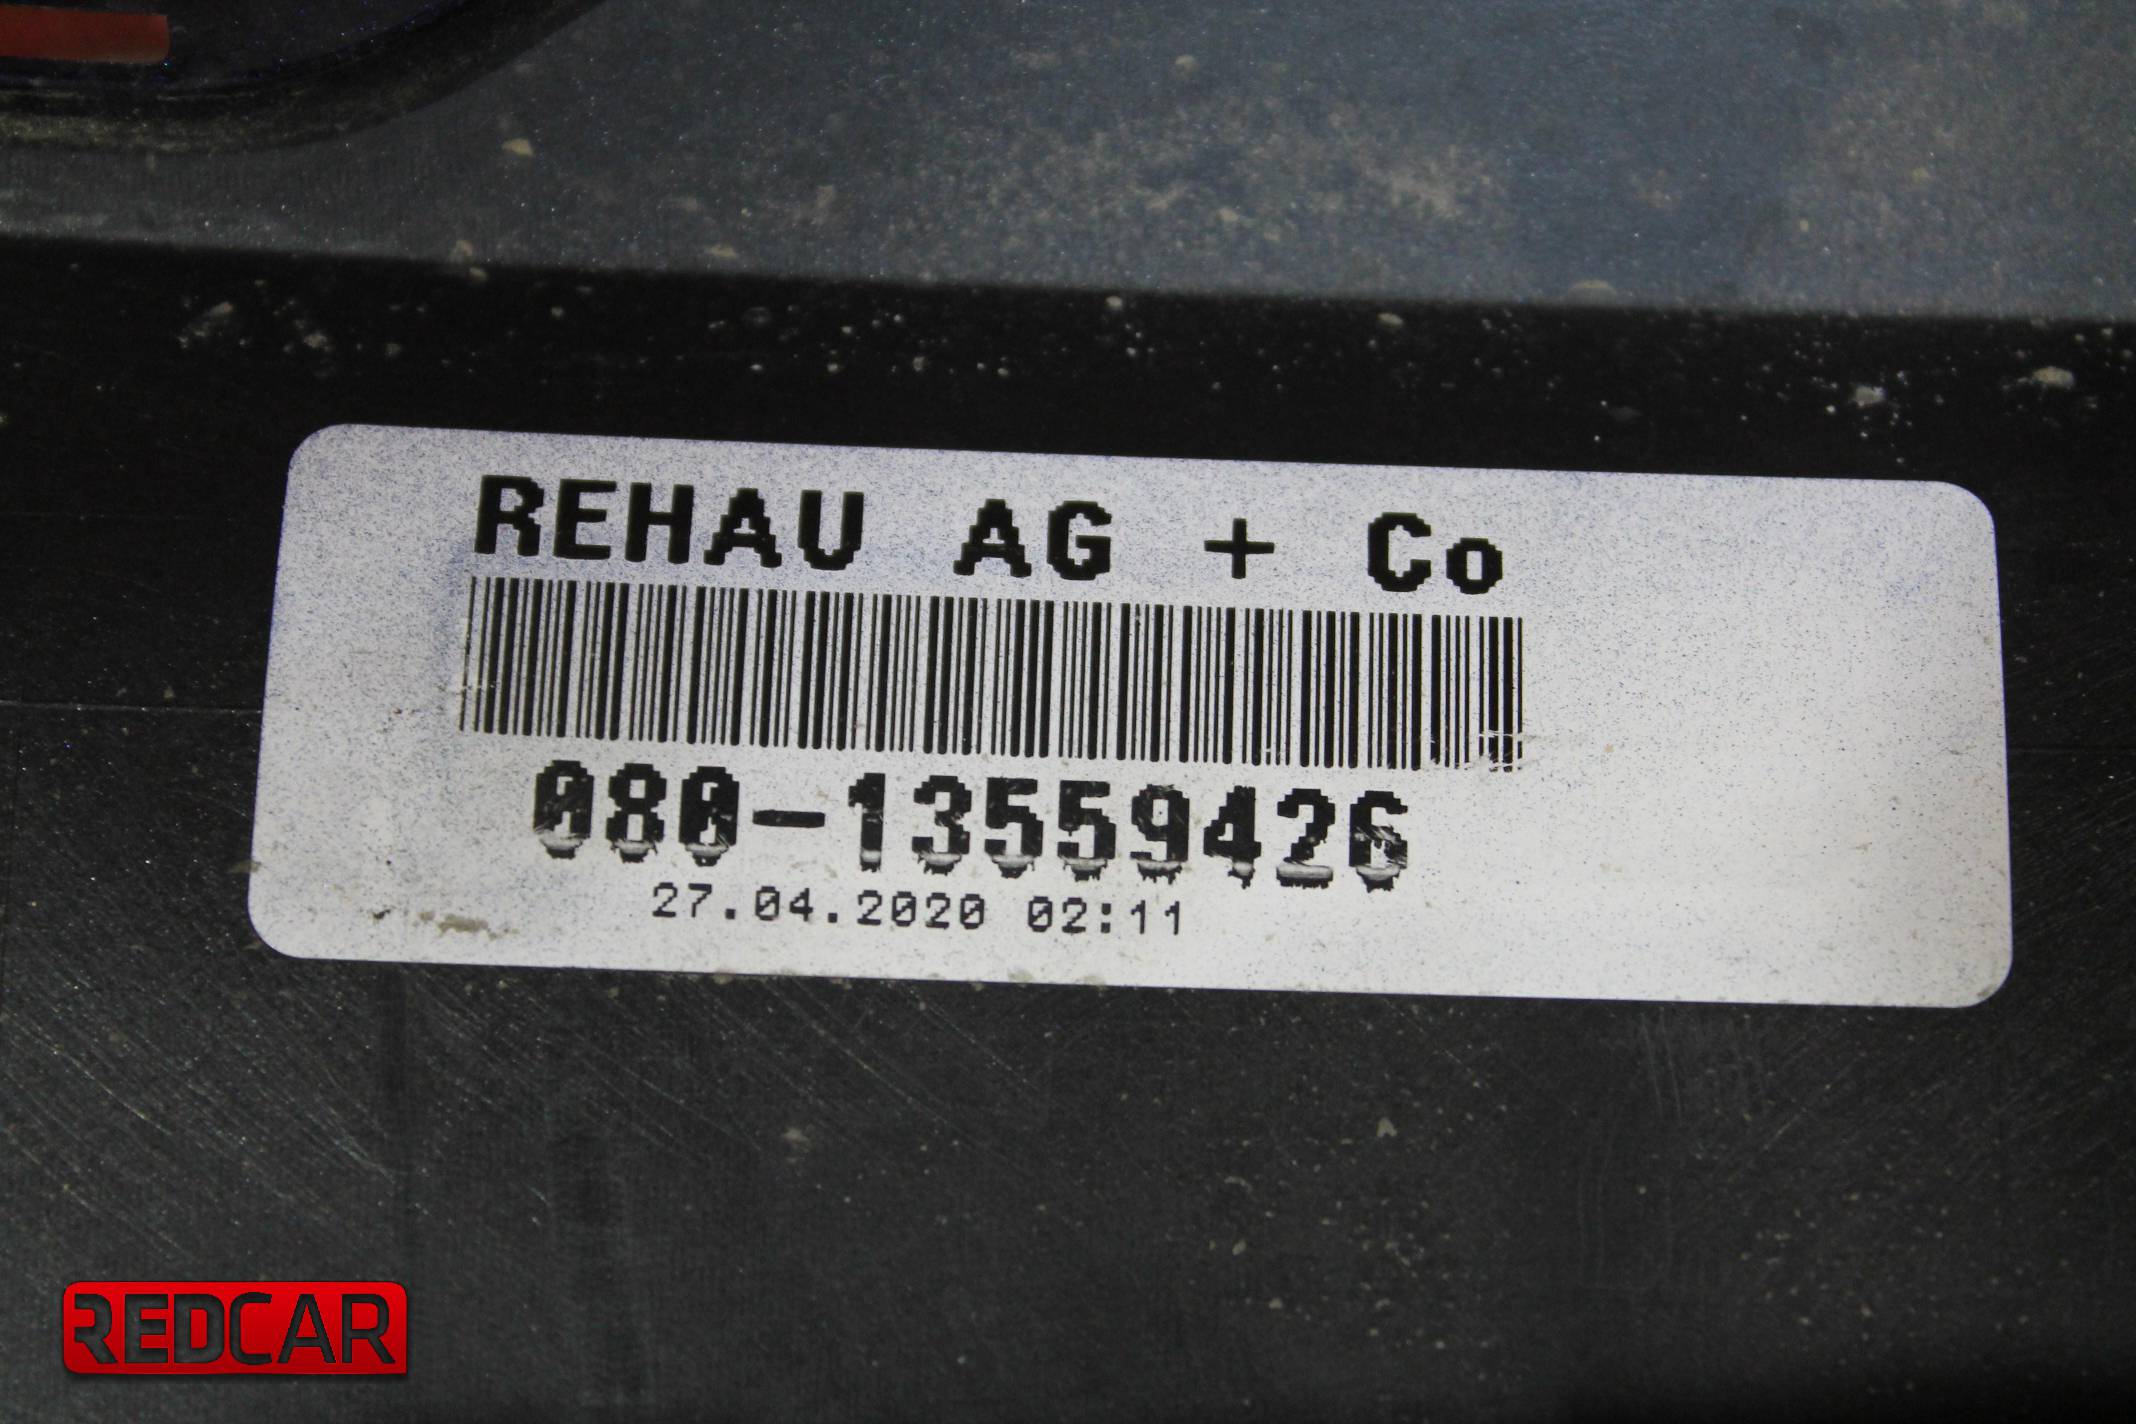 REHAU AG + Co
080-13559426
27.04.2020 02:11
REDCAR